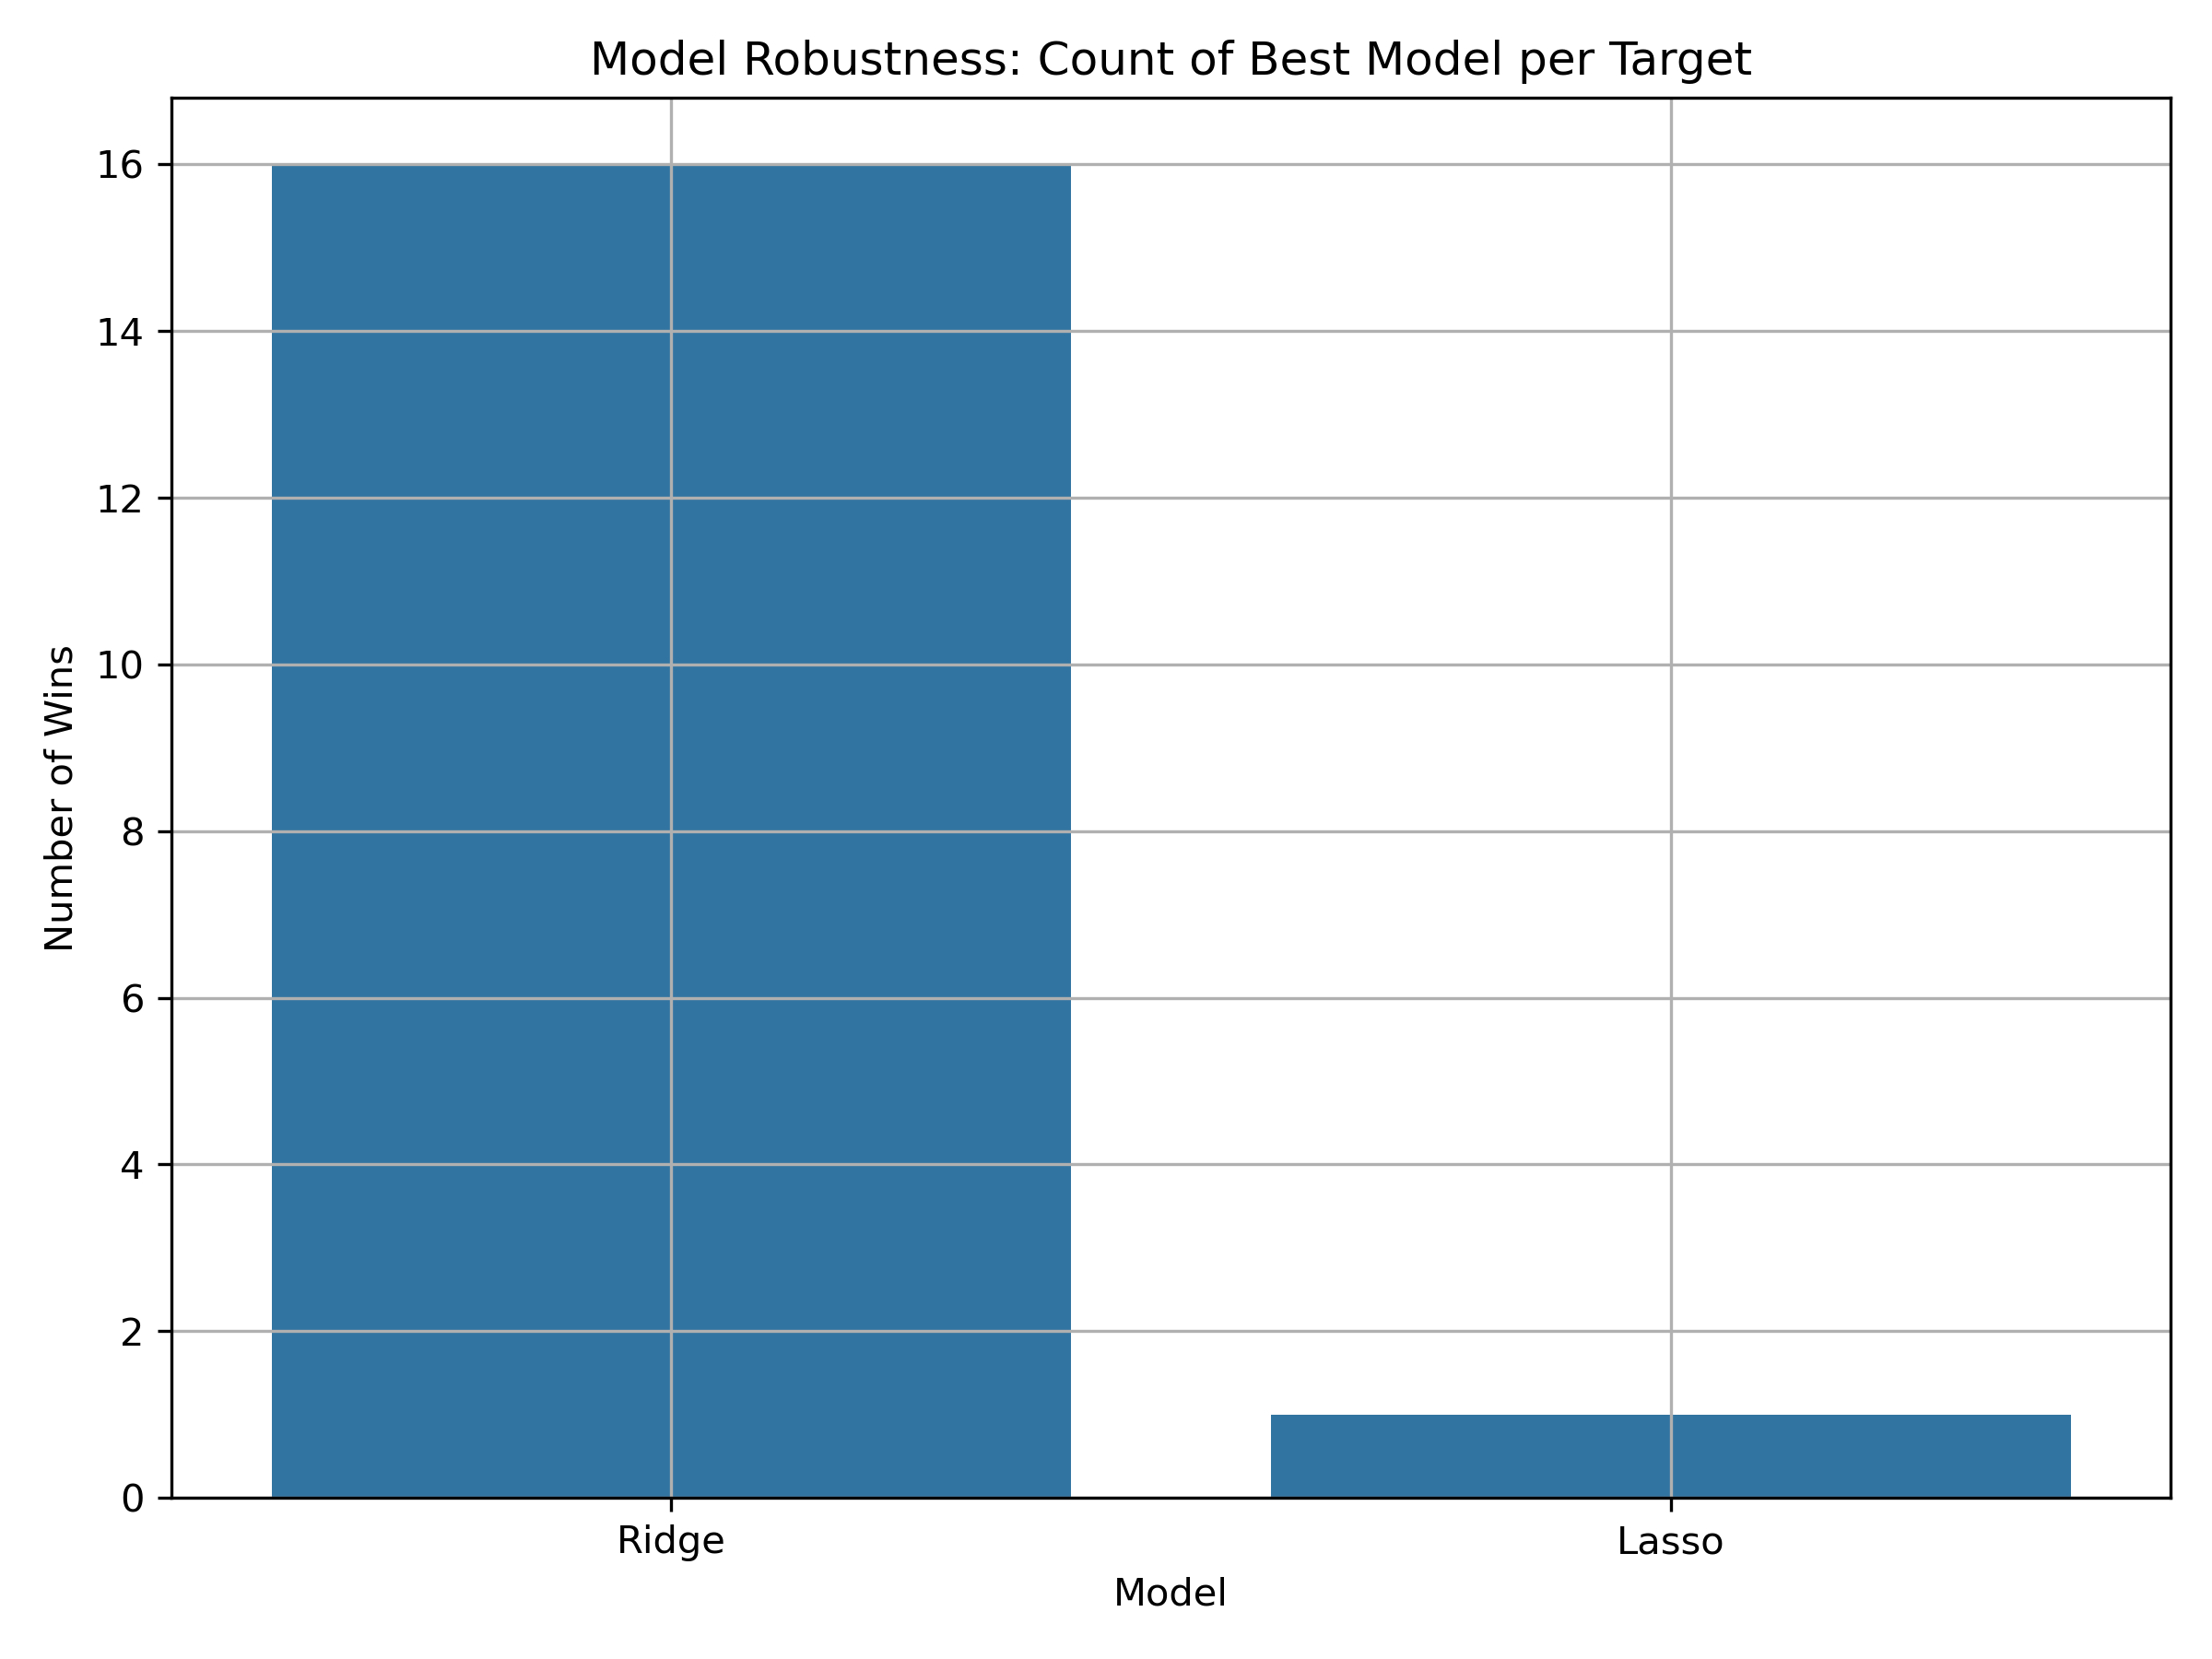 Model Robustness: Count of Best Model per Target
16
14
12
10
8
6
4
2
0
Number of Wins
Ridge
Lasso
Model